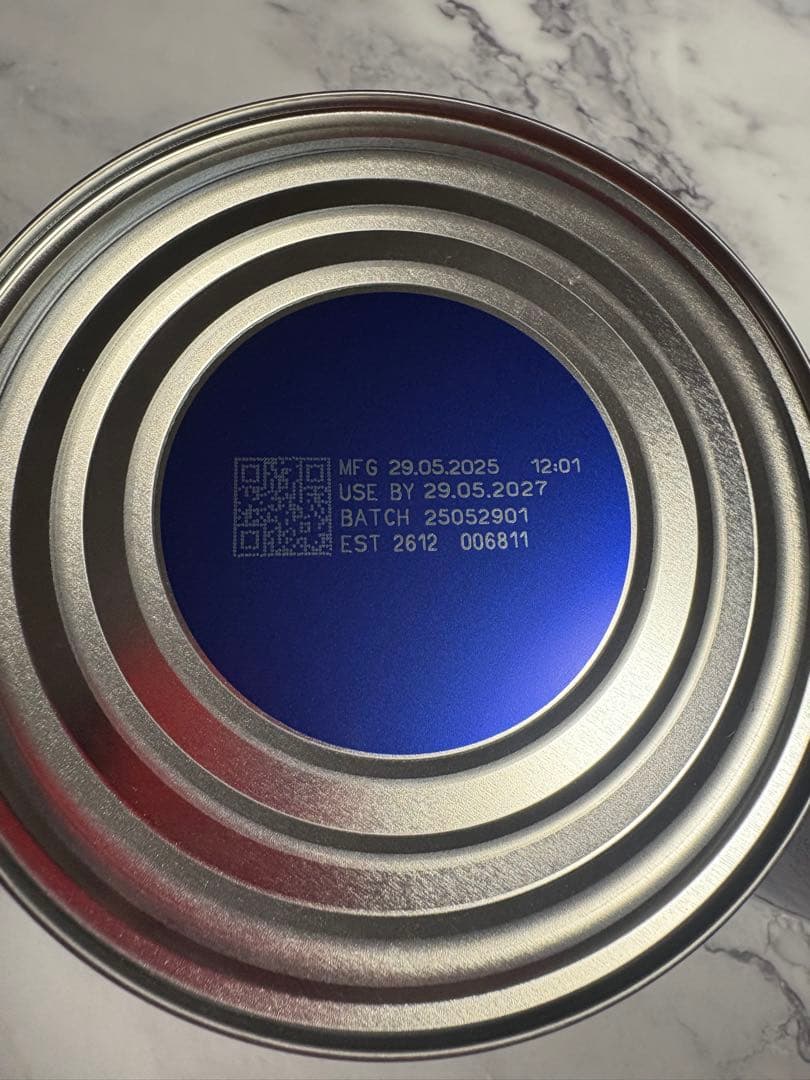 MFG 29.05.2025 12:01
USE BY 29.05.2027
BATCH 25052901
EST 2612 006811